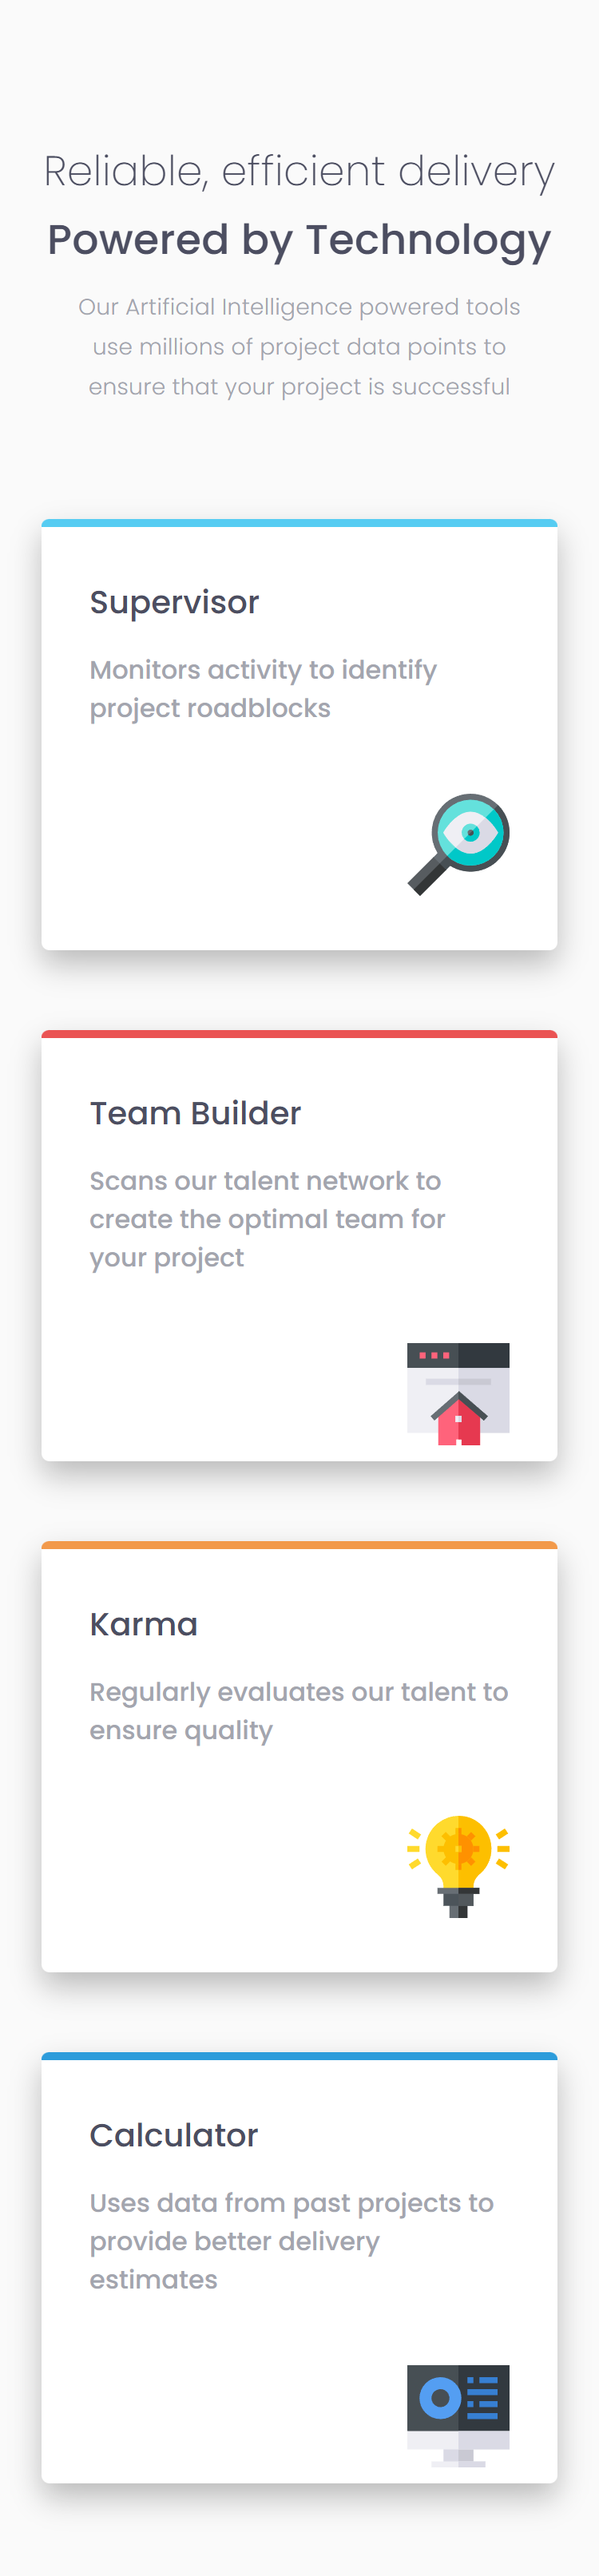 Reliable, efficient delivery
Powered by Technology
Our Artificial Intelligence powered tools
use millions of project data points to
ensure that your project is successful
Supervisor
Monitors activity to identify
project roadblocks
Team Builder
Scans our talent network to
create the optimal team for
your project
Karma
Regularly evaluates our talent to
ensure quality
Calculator
Uses data from past projects to
provide better delivery
estimates